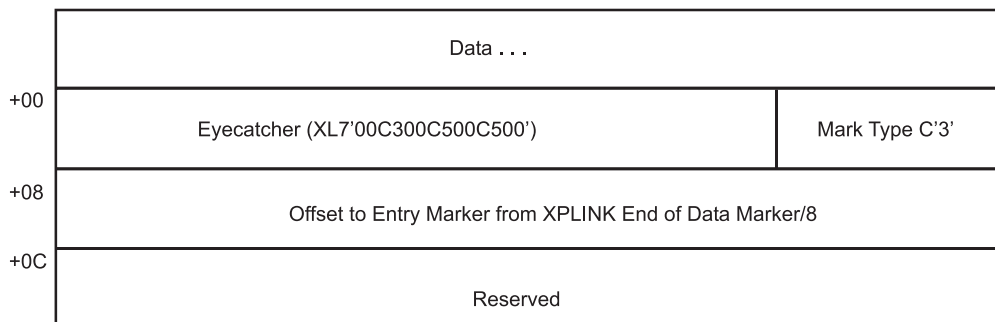 Data . . .
+00
Eyecatcher (XL7'00C300C500C500')
Mark Type C'3'
+08
Offset to Entry Marker from XPLINK End of Data Marker/8
+0C
Reserved